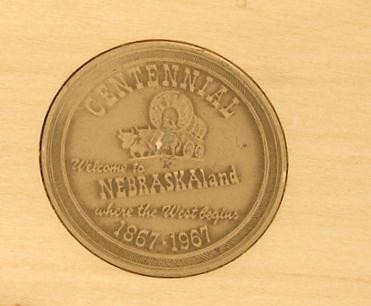 CENTENNIAL
Welcome to
NEBRASKAland
where the West begins
1867-1967